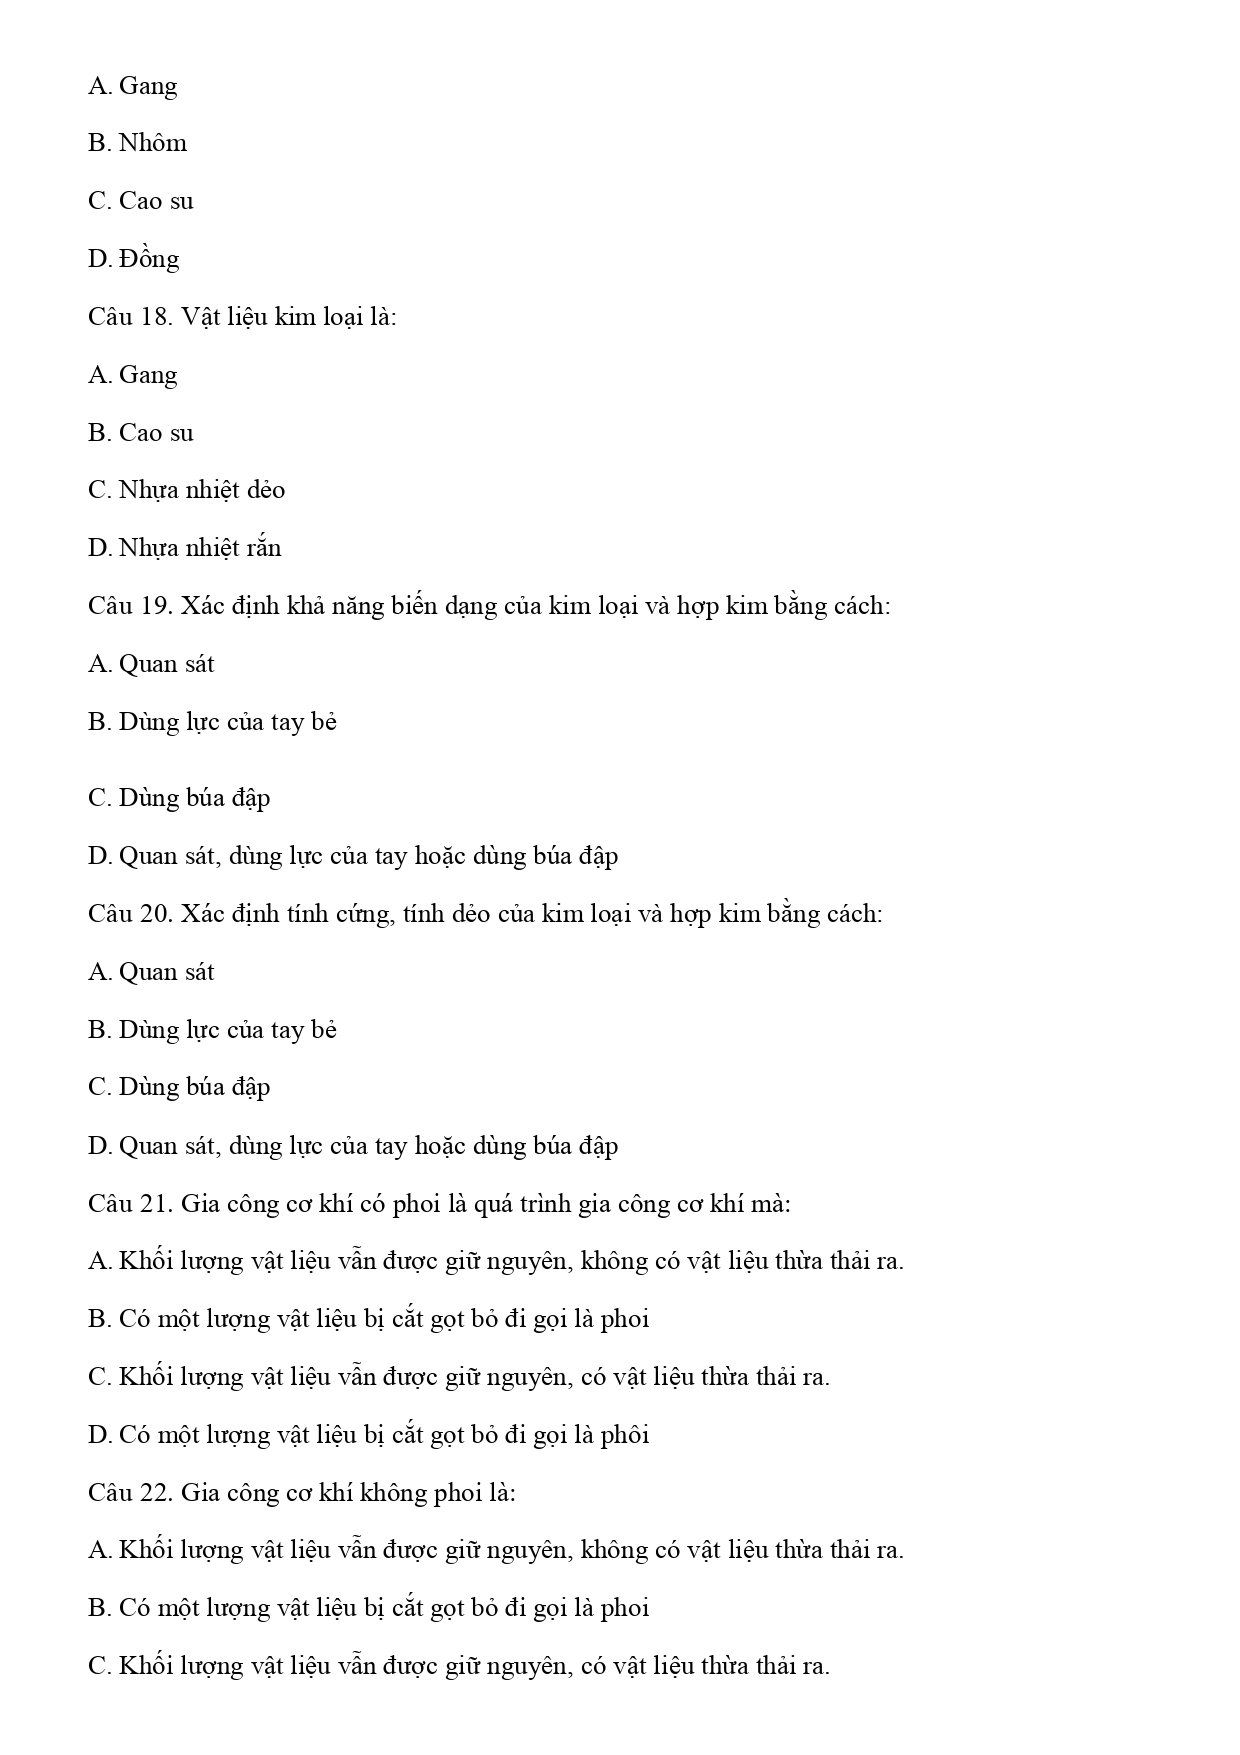 A. Gang
B. Nhôm
C. Cao su
D. Đồng
Câu 18. Vật liệu kim loại là:
A. Gang
B. Cao su
C. Nhựa nhiệt dẻo
D. Nhựa nhiệt rắn
Câu 19. Xác định khả năng biến dạng của kim loại và hợp kim bằng cách:
A. Quan sát
B. Dùng lực của tay bẻ
C. Dùng búa đập
D. Quan sát, dùng lực của tay hoặc dùng búa đập
Câu 20. Xác định tính cứng, tính dẻo của kim loại và hợp kim bằng cách:
A. Quan sát
B. Dùng lực của tay bẻ
C. Dùng búa đập
D. Quan sát, dùng lực của tay hoặc dùng búa đập
Câu 21. Gia công cơ khí có phoi là quá trình gia công cơ khí mà:
A. Khối lượng vật liệu vẫn được giữ nguyên, không có vật liệu thừa thải ra.
B. Có một lượng vật liệu bị cắt gọt bỏ đi gọi là phoi
C. Khối lượng vật liệu vẫn được giữ nguyên, có vật liệu thừa thải ra.
D. Có một lượng vật liệu bị cắt gọt bỏ đi gọi là phôi
Câu 22. Gia công cơ khí không phoi là:
A. Khối lượng vật liệu vẫn được giữ nguyên, không có vật liệu thừa thải ra.
B. Có một lượng vật liệu bị cắt gọt bỏ đi gọi là phoi
C. Khối lượng vật liệu vẫn được giữ nguyên, có vật liệu thừa thải ra.